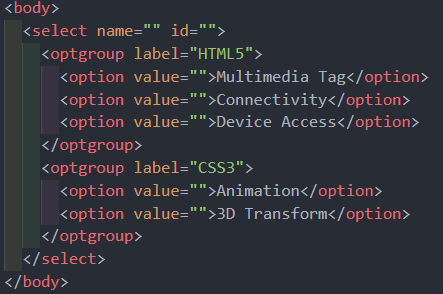 <body>
<select name="" id="">
<optgroup label="HTML5">
<option value="">Multimedia Tag</option>
<option value="">Connectivity</option>
<option value="">Device Access</option>
</optgroup>
<optgroup label="CSS3">
<option value="">Animation</option>
<option value="">3D Transform</option>
</optgroup>
</select>
</body>